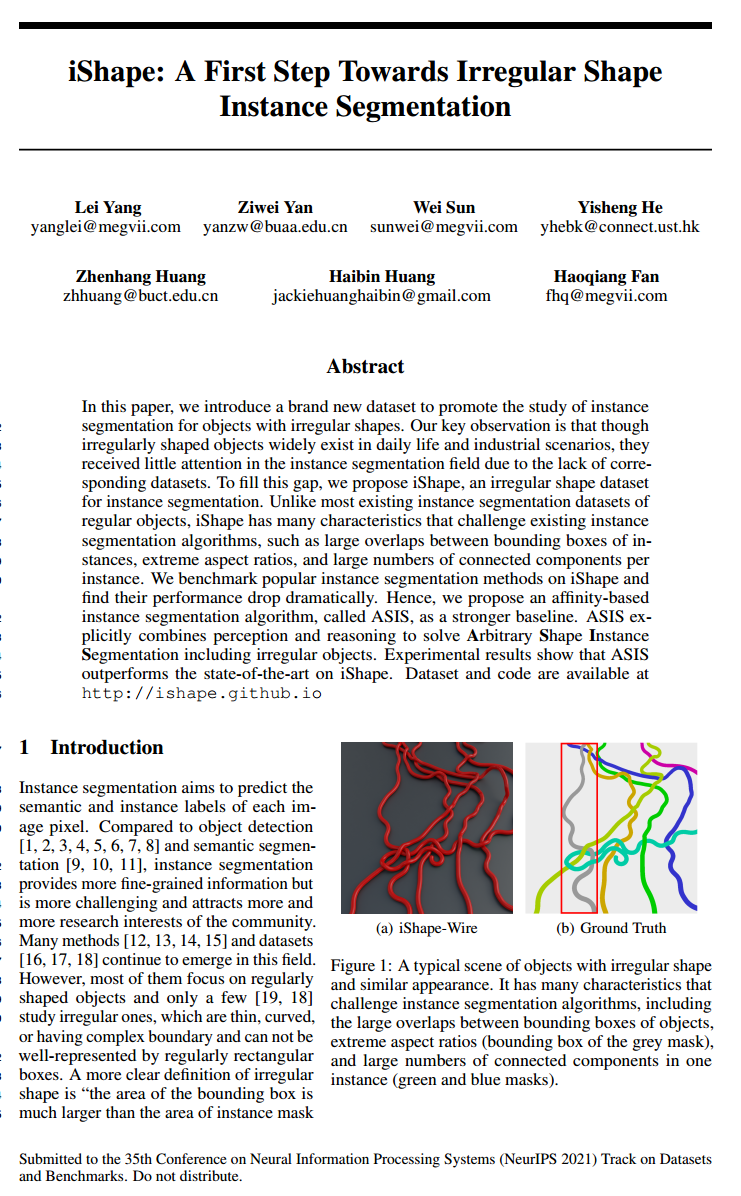 iShape: A First Step Towards Irregular Shape
Instance Segmentation
Lei Yang
yanglei@megvii.com
Ziwei Yan
yanzw@buaa.edu.cn
Wei Sun
sunwei@megvii.com
Yisheng He
yhebk@connect.ust.hk
Zhenhang Huang
zhhuang@buct.edu.cn
Haibin Huang
jackiehuanghaibin@gmail.com
Haoqiang Fan
fhq@megvii.com
Abstract
In this paper, we introduce a brand new dataset to promote the study of instance
segmentation for objects with irregular shapes. Our key observation is that though
irregularly shaped objects widely exist in daily life and industrial scenarios, they
received little attention in the instance segmentation field due to the lack of corre-
sponding datasets. To fill this gap, we propose iShape, an irregular shape dataset
for instance segmentation. Unlike most existing instance segmentation datasets of
regular objects, iShape has many characteristics that challenge existing instance
segmentation algorithms, such as large overlaps between bounding boxes of in-
stances, extreme aspect ratios, and large numbers of connected components per
instance. We benchmark popular instance segmentation methods on iShape and
find their performance drop dramatically. Hence, we propose an affinity-based
instance segmentation algorithm, called ASIS, as a stronger baseline. ASIS ex-
plicitly combines perception and reasoning to solve Arbitrary Shape Instance
Segmentation including irregular objects. Experimental results show that ASIS
outperforms the state-of-the-art on iShape. Dataset and code are available at
http://ishape.github.io
1 Introduction
Instance segmentation aims to predict the
semantic and instance labels of each im-
age pixel. Compared to object detection
[1, 2, 3, 4, 5, 6, 7, 8] and semantic segmen-
tation [9, 10, 11], instance segmentation
provides more fine-grained information but
is more challenging and attracts more and
more research interests of the community.
Many methods [12, 13, 14, 15] and datasets
[16, 17, 18] continue to emerge in this field.
However, most of them focus on regularly
shaped objects and only a few [19, 18]
study irregular ones, which are thin, curved,
or having complex boundary and can not be
well-represented by regularly rectangular
boxes. A more clear definition of irregular
shape is “the area of the bounding box is
much larger than the area of instance mask
(a) iShape-Wire
(b) Ground Truth
Figure 1: A typical scene of objects with irregular shape
and similar appearance. It has many characteristics that
challenge instance segmentation algorithms, including
the large overlaps between bounding boxes of objects,
extreme aspect ratios (bounding box of the grey mask),
and large numbers of connected components in one
instance (green and blue masks).
Submitted to the 35th Conference on Neural Information Processing Systems (NeurIPS 2021) Track on Datasets
and Benchmarks. Do not distribute.